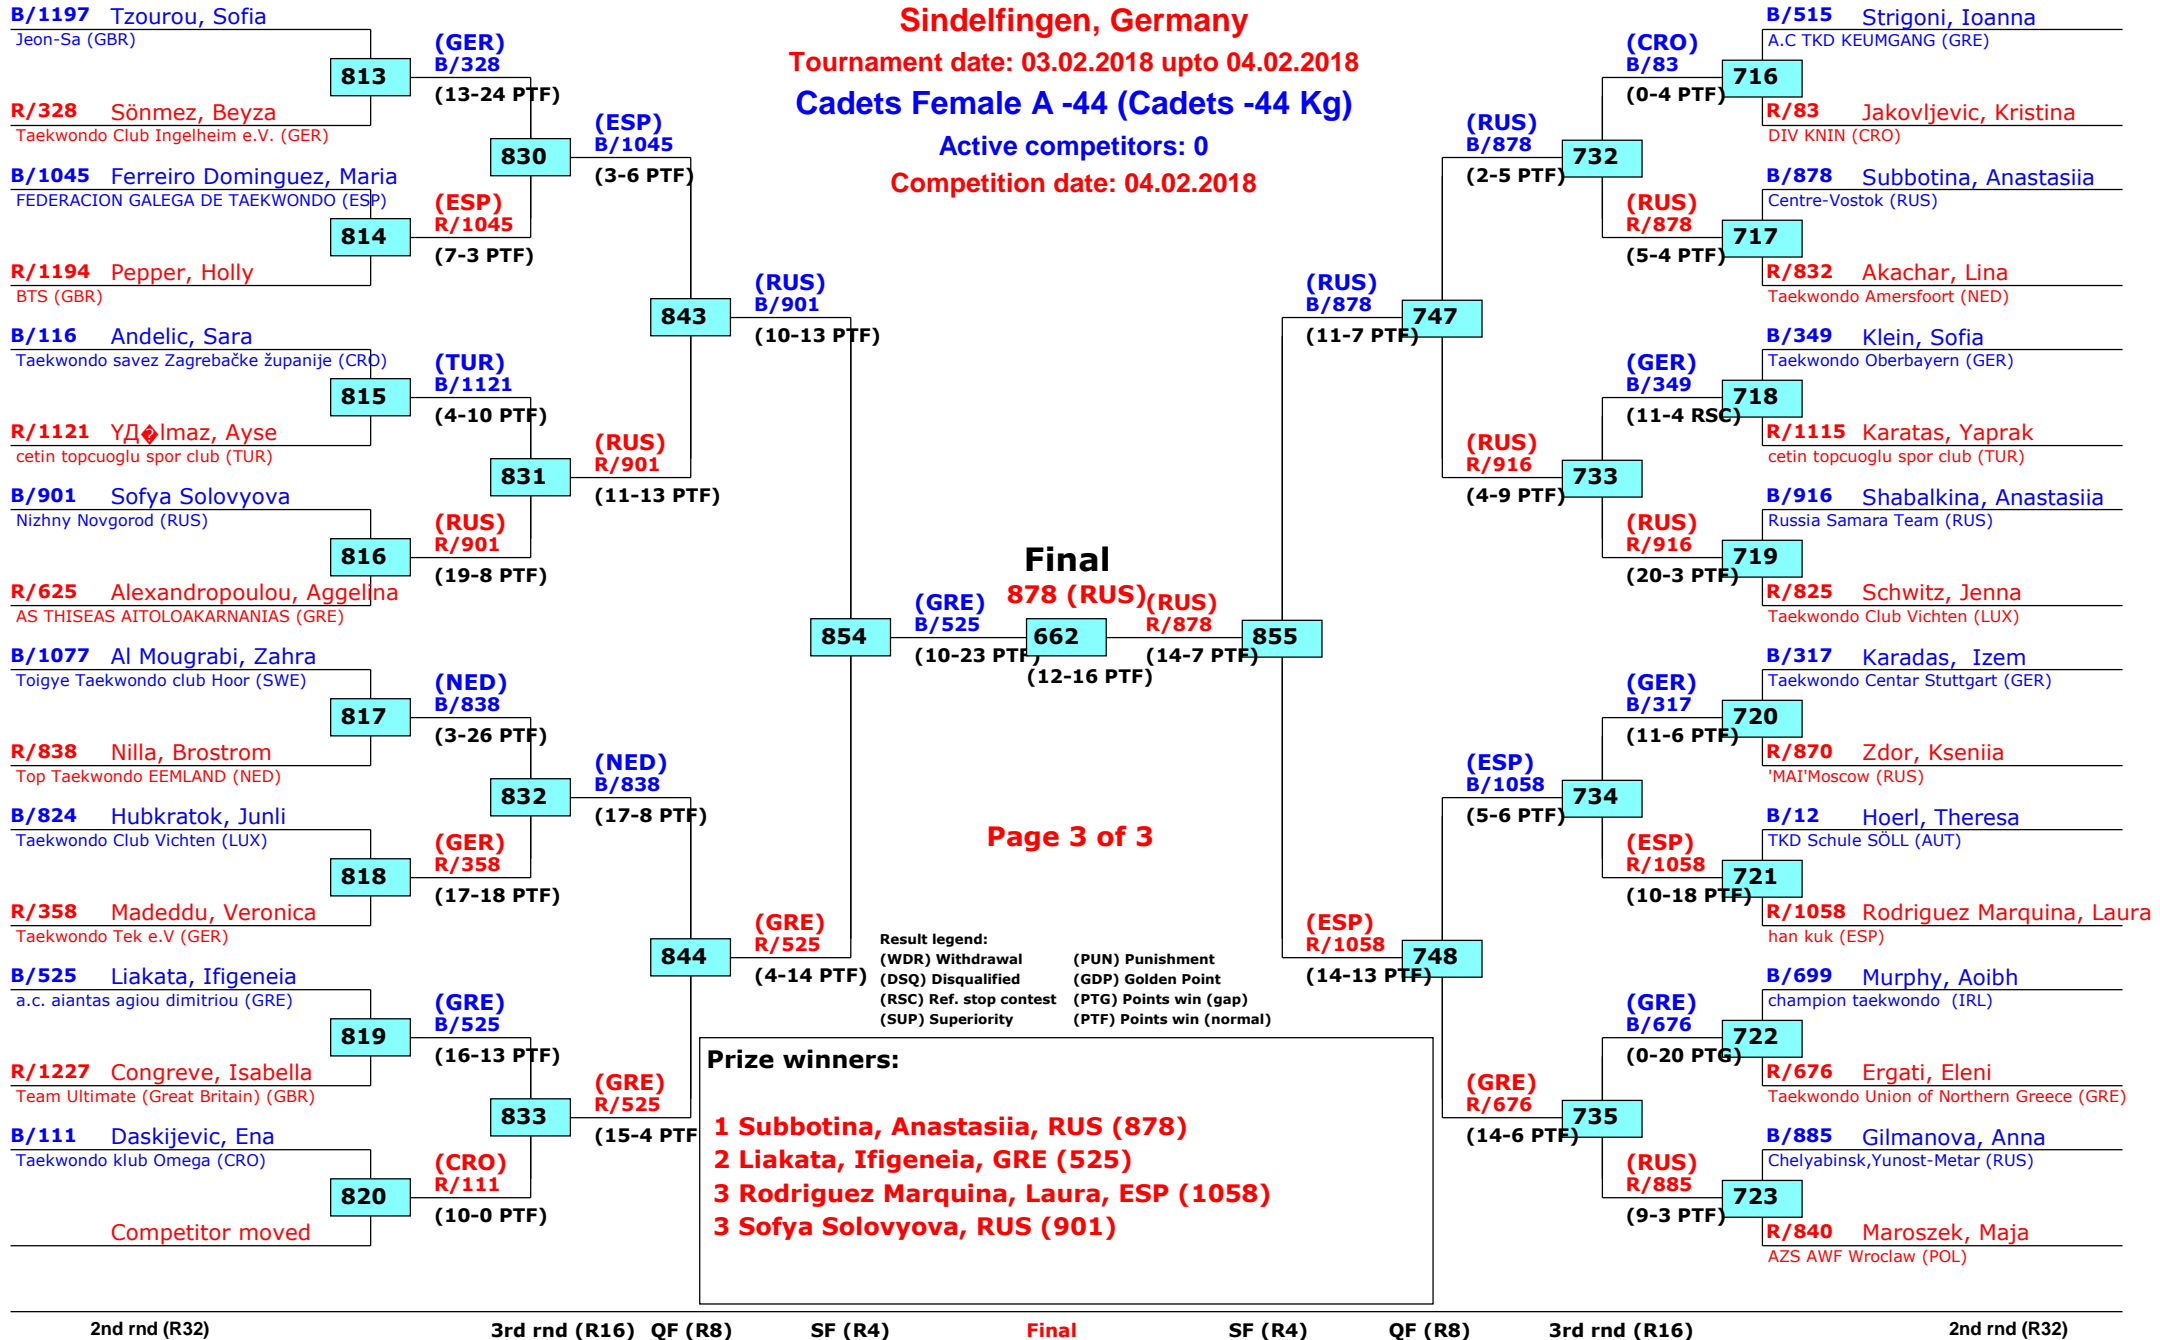 Sindelfingen, Germany
Tournament date: 03.02.2018 upto 04.02.2018
Cadets Female A -44 (Cadets -44 Kg)
Active competitors: 0
Competition date: 04.02.2018
B/1197 Tzourou, Sofia
Jeon-Sa (GBR)
813
R/328 Sönmez, Beyza
Taekwondo Club Ingelheim e.V. (GER)
B/1045 Ferreiro Dominguez, Maria
FEDERACION GALEGA DE TAEKWONDO (ESP)
814
R/1194 Pepper, Holly
BTS (GBR)
B/116 Andelic, Sara
Taekwondo savez Zagrebačke županije (CRO)
815
R/1121 YД�lmaz, Ayse
cetin topcuoglu spor club (TUR)
B/901 Sofya Solovyova
Nizhny Novgorod (RUS)
816
R/625 Alexandropoulou, Aggelina
AS THISEAS AITOLOAKARNANIAS (GRE)
B/1077 Al Mougrabi, Zahra
Toigye Taekwondo club Hoor (SWE)
817
R/838 Nilla, Brostrom
Top Taekwondo EEMLAND (NED)
B/824 Hubkratok, Junli
Taekwondo Club Vichten (LUX)
818
R/358 Madeddu, Veronica
Taekwondo Tek e.V (GER)
B/525 Liakata, Ifigeneia
a.c. aiantas agiou dimitriou (GRE)
819
R/1227 Congreve, Isabella
Team Ultimate (Great Britain) (GBR)
B/111 Daskijevic, Ena
Taekwondo klub Omega (CRO)
820
Competitor moved
(GER)
B/328
(13-24 PTF)
830
(ESP)
R/1045
(7-3 PTF)
(TUR)
B/1121
(4-10 PTF)
831
(RUS)
R/901
(19-8 PTF)
(NED)
B/838
(3-26 PTF)
832
(GER)
R/358
(17-18 PTF)
(GRE)
B/525
(16-13 PTF)
833
(CRO)
R/111
(10-0 PTF)
(ESP)
B/1045
(3-6 PTF)
843
(RUS)
R/901
(11-13 PTF)
(NED)
B/838
(17-8 PTF)
844
(GRE)
R/525
(15-4 PTF
(RUS)
B/901
(10-13 PTF)
854
(GRE)
R/525
(4-14 PTF)
Final
878 (RUS)
(GRE)
B/525
(10-23 PTF)
662
(12-16 PTF)
(RUS)
R/878
(14-7 PTF)
855
Page 3 of 3
(RUS)
B/878
(11-7 PTF)
747
(ESP)
R/1058
(14-13 PTF)
748
(RUS)
B/878
(2-5 PTF)
732
(RUS)
R/916
(4-9 PTF)
733
(ESP)
B/1058
(5-6 PTF)
734
(GRE)
R/676
(14-6 PTF)
735
(CRO)
B/83
(0-4 PTF)
716
(RUS)
R/878
(5-4 PTF)
717
(GER)
B/349
(11-4 RSC)
718
(RUS)
R/916
(20-3 PTF)
719
(GER)
B/317
(11-6 PTF)
720
(ESP)
R/1058
(10-18 PTF)
721
(GRE)
B/676
(0-20 PTG)
722
(RUS)
R/885
(9-3 PTF)
723
B/515 Strigoni, Ioanna
A.C TKD KEUMGANG (GRE)
R/83 Jakovljevic, Kristina
DIV KNIN (CRO)
B/878 Subbotina, Anastasiia
Centre-Vostok (RUS)
R/832 Akachar, Lina
Taekwondo Amersfoort (NED)
B/349 Klein, Sofia
Taekwondo Oberbayern (GER)
R/1115 Karatas, Yaprak
cetin topcuoglu spor club (TUR)
B/916 Shabalkina, Anastasiia
Russia Samara Team (RUS)
R/825 Schwitz, Jenna
Taekwondo Club Vichten (LUX)
B/317 Karadas, Izem
Taekwondo Centar Stuttgart (GER)
R/870 Zdor, Kseniia
'MAI'Moscow (RUS)
B/12 Hoerl, Theresa
TKD Schule SÖLL (AUT)
R/1058 Rodriguez Marquina, Laura
han kuk (ESP)
B/699 Murphy, Aoibh
champion taekwondo (IRL)
R/676 Ergati, Eleni
Taekwondo Union of Northern Greece (GRE)
B/885 Gilmanova, Anna
Chelyabinsk,Yunost-Metar (RUS)
R/840 Maroszek, Maja
AZS AWF Wroclaw (POL)
Result legend:
(WDR) Withdrawal (PUN) Punishment
(DSQ) Disqualified (GDP) Golden Point
(RSC) Ref. stop contest (PTG) Points win (gap)
(SUP) Superiority (PTF) Points win (normal)
Prize winners:
1 Subbotina, Anastasiia, RUS (878)
2 Liakata, Ifigeneia, GRE (525)
3 Rodriguez Marquina, Laura, ESP (1058)
3 Sofya Solovyova, RUS (901)
2nd rnd (R32) 3rd rnd (R16) QF (R8) SF (R4) Final SF (R4) QF (R8) 3rd rnd (R16) 2nd rnd (R32)